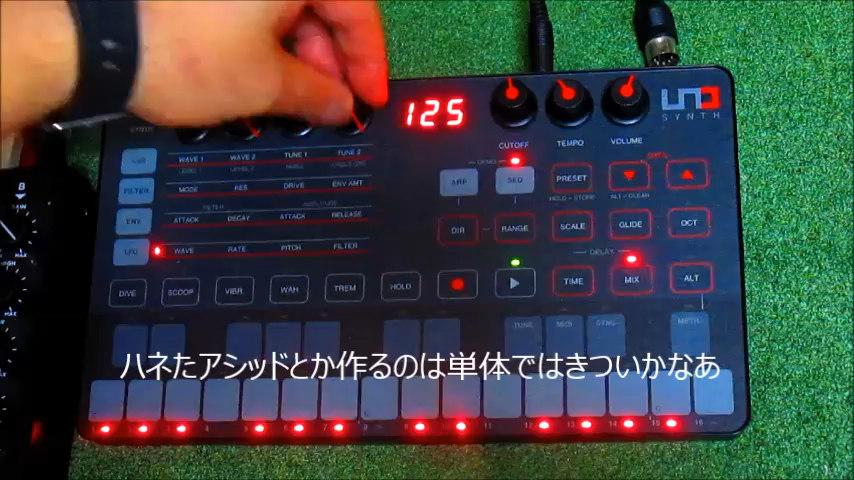 125
UNO
SYNTH
CUTOFF
TEMPO
VOLUME
WAVE 1 WAVE 2 TUNE 1 TUNE 2
FILTER MODE RES DRIVE ENV AMT
ENV ATTACK DECAY ATTACK RELEASE
LFO WAVE RATE PITCH FILTER
ARP SEQ PRESET
DIR RANGE SCALE GLIDE OCT
DELAY
DIVE SCOOP VIBR WAH TREM HOLD TIME MIX ALT
TUNE MIDI SYNC
ハネたアシッドとか作るのは単体ではきついかなあ